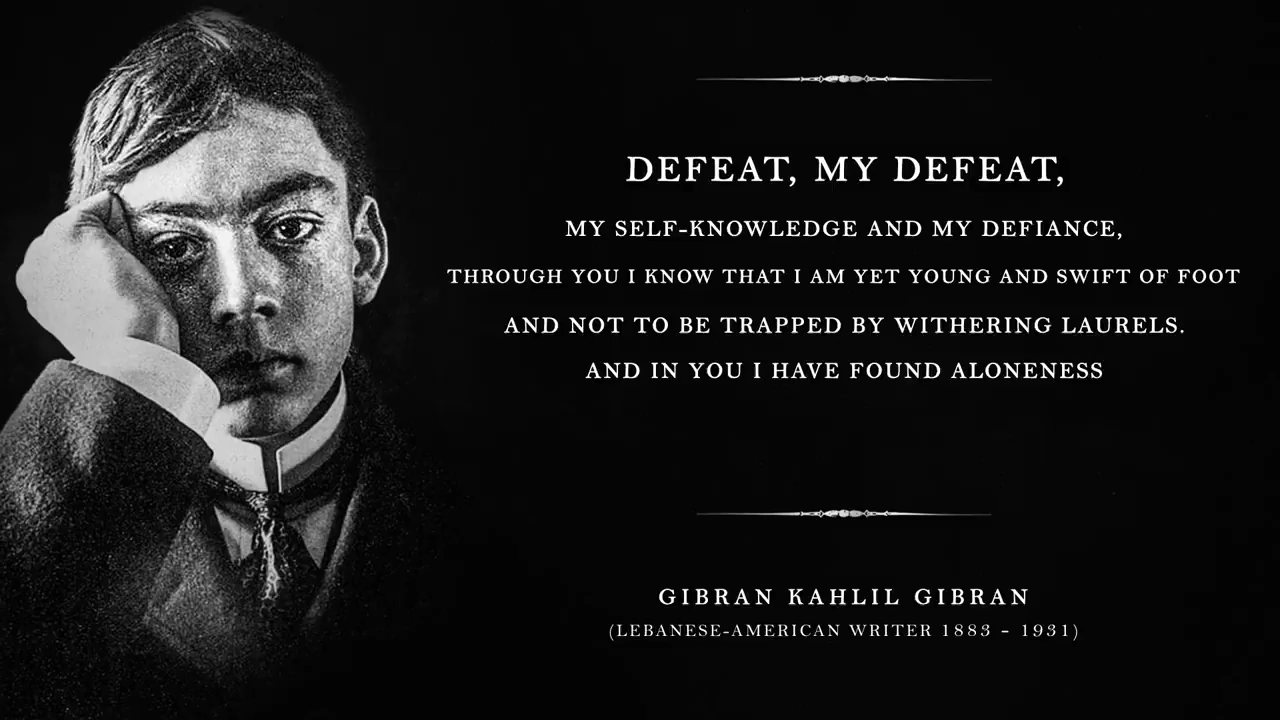 DEFEAT, MY DEFEAT,
MY SELF-KNOWLEDGE AND MY DEFIANCE,
THROUGH YOU I KNOW THAT I AM YET YOUNG AND SWIFT OF FOOT
AND NOT TO BE TRAPPED BY WITHERING LAURELS.
AND IN YOU I HAVE FOUND ALONENESS
GIBRAN KAHLIL GIBRAN
(LEBANESE-AMERICAN WRITER 1883 – 1931)